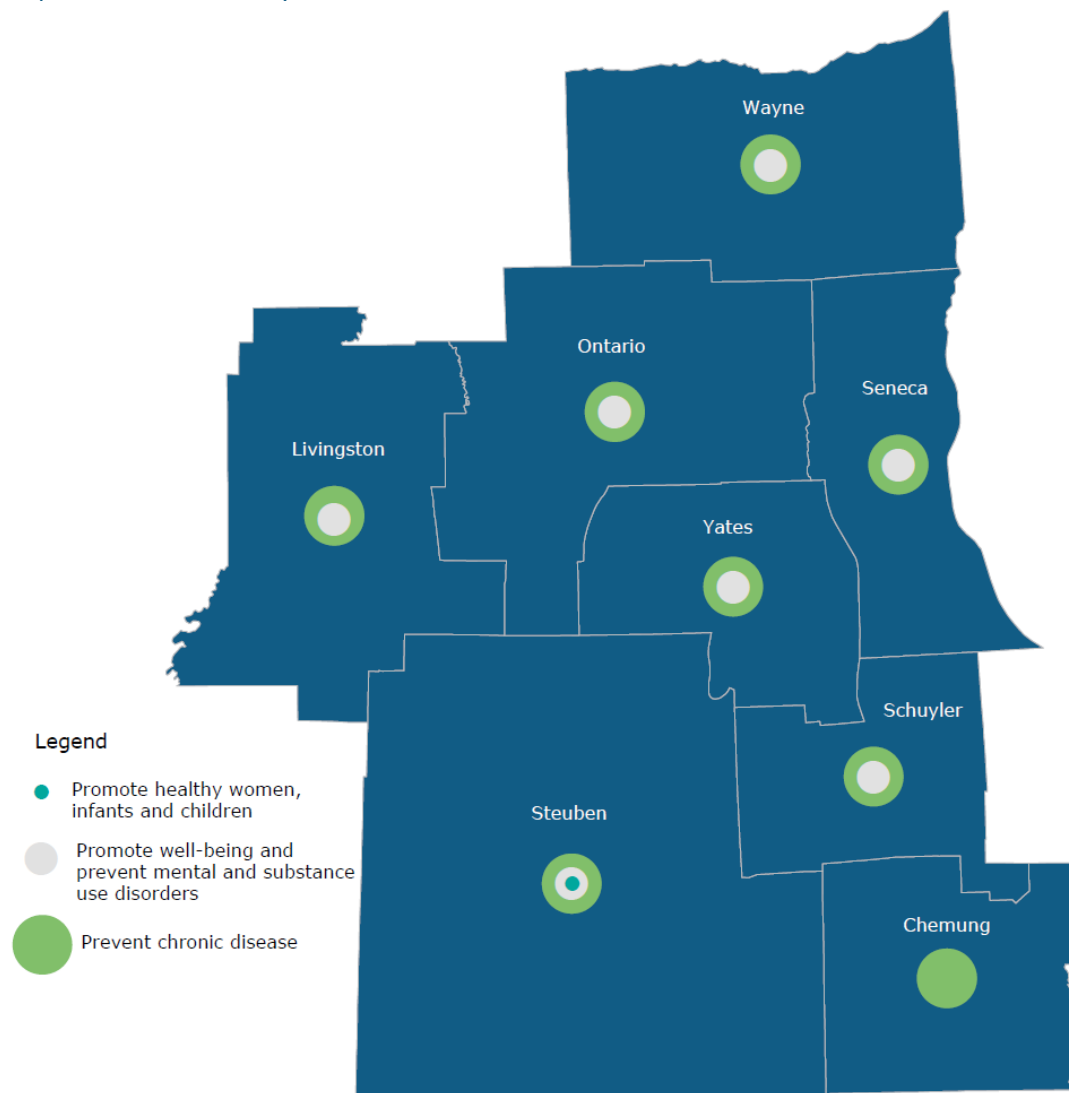 Wayne
Ontario
Seneca
Livingston
Yates
Schuyler
Legend
Promote healthy women,
infants and children
Steuben
Promote well-being and
prevent mental and substance
use disorders
Chemung
Prevent chronic disease